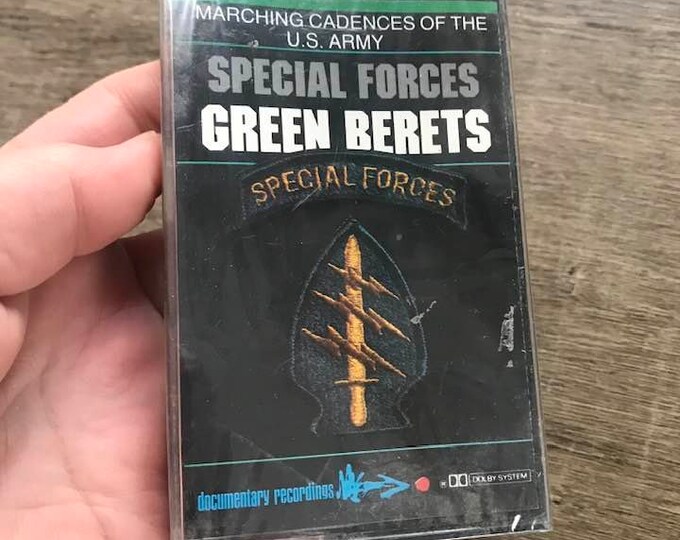 MARCHING CADENCES OF THE
U.S. ARMY
SPECIAL FORCES
GREEN BERETS
SPECIAL FORCES
documentary recordings
DOLBY SYSTEM